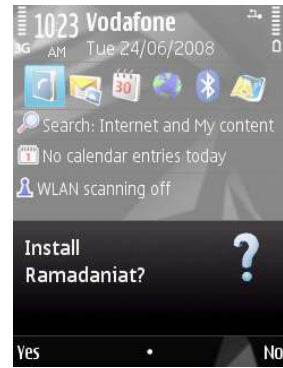 1023 Vodafone
3G AM Tue 24/06/2008
30
Search: Internet and My content
1 No calendar entries today
WLAN scanning off
Install
Ramadaniat?
Yes No